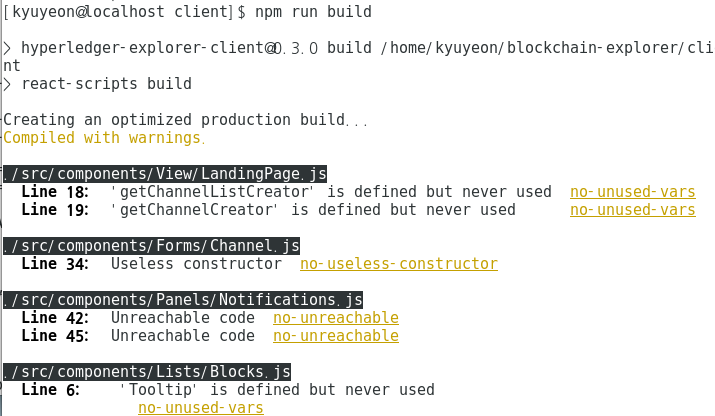 [kyuyeon@localhost client]$ npm run build
> hyperledger-explorer-client@0.3.0 build /home/kyuyeon/blockchain-explorer/cli
nt
> react-scripts build
Creating an optimized production build...
Compiled with warnings.
./src/components/View/LandingPage.js
Line 18: 'getChannelListCreator' is defined but never used no-unused-vars
Line 19: 'getChannelCreator' is defined but never used no-unused-vars
./src/components/Forms/Channel.js
Line 34: Useless constructor no-useless-constructor
./src/components/Panels/Notifications.js
Line 42: Unreachable code no-unreachable
Line 45: Unreachable code no-unreachable
./src/components/Lists/Blocks.js
Line 6: 'Tooltip' is defined but never used
no-unused-vars